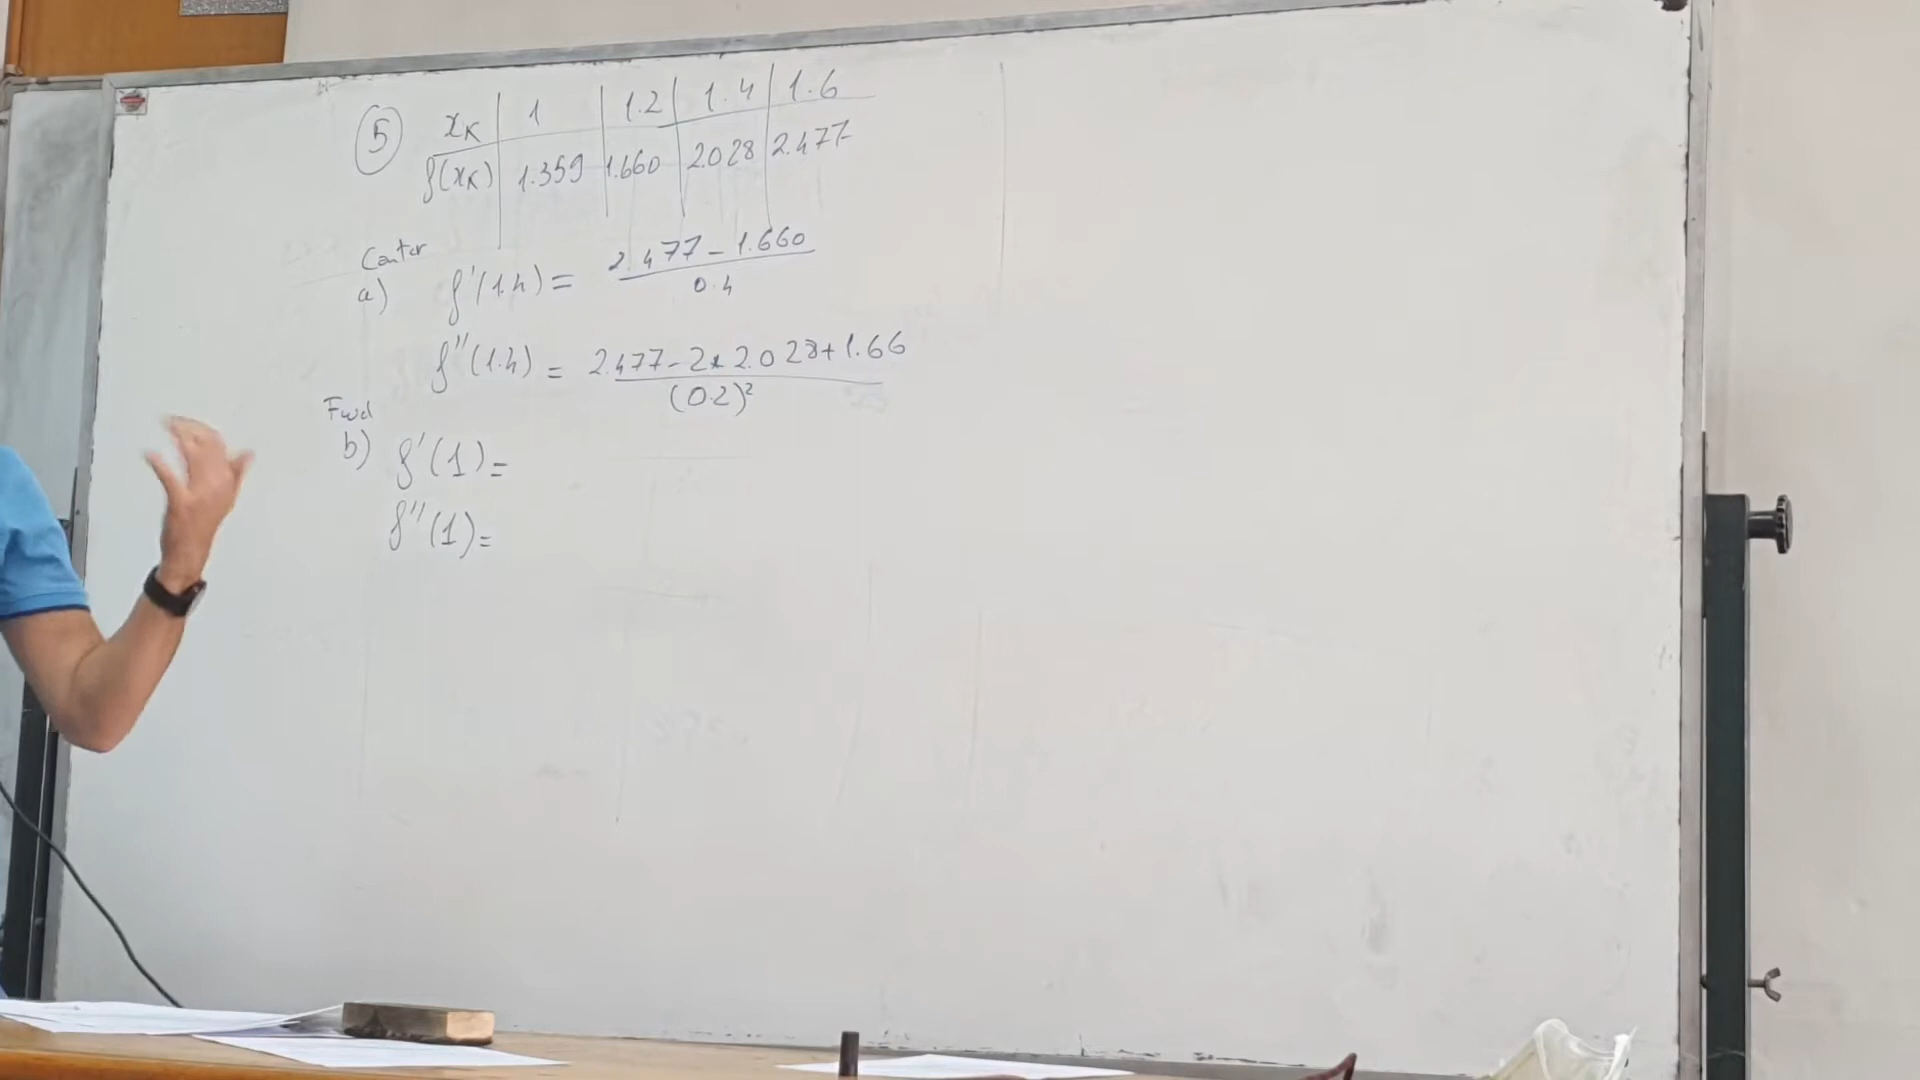 5 xₖ | 1 | 1.2 | 1.4 | 1.6
f(xₖ) | 1.359 | 1.660 | 2.028 | 2.477
Center
a) f'(1.4) = (2.477 - 1.660) / 0.4
f''(1.4) = (2.477 - 2 * 2.028 + 1.66) / (0.2)²
Fwd
b) f'(1) =
f''(1) =